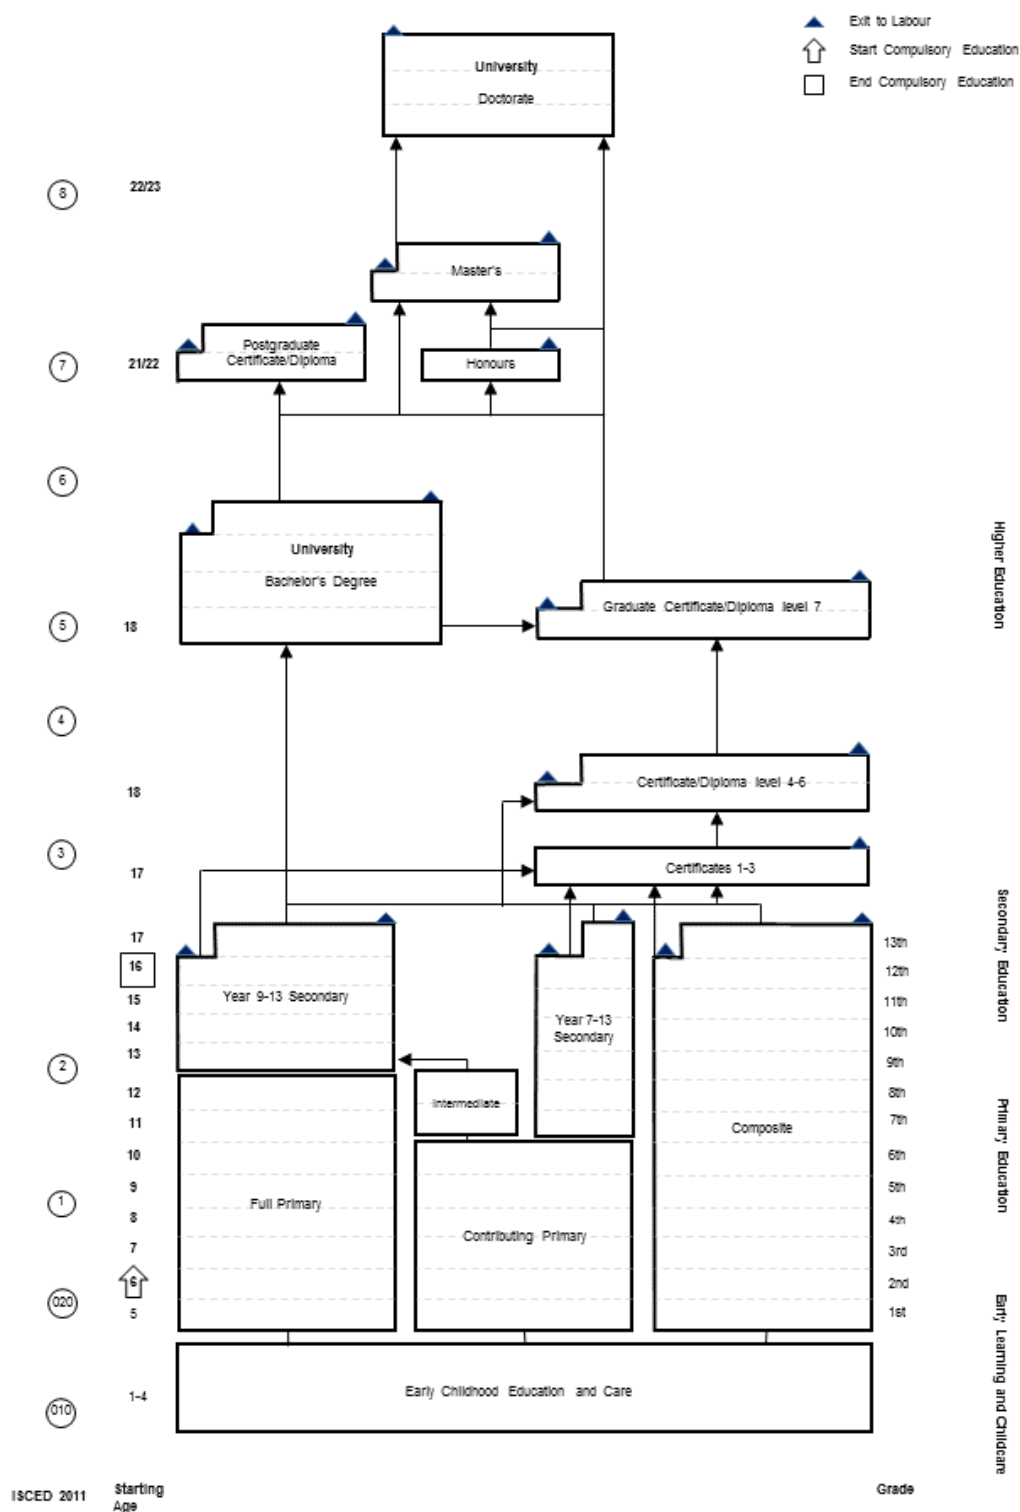 Exit to Labour
Start Compulsory Education
End Compulsory Education
University
Doctorate
8
22/23
Master's
Postgraduate
Certificate/Diploma
7
21/22
Honours
6
University
Bachelor's Degree
Graduate Certificate/Diploma level 7
5
18
Higher Education
4
Certificate/Diploma level 4-6
18
3
Certificates 1-3
17
17
13th
16
12th
Secondary Education
Year 9-13 Secondary
15
11th
Year 7-13
Secondary
14
10th
13
9th
2
12
8th
Intermediate
11
7th
Composite
Primary Education
10
6th
9
5th
1
Full Primary
8
4th
Contributing Primary
7
3rd
6
2nd
020
5
1st
Early Learning and Childcare
1-4
Early Childhood Education and Care
010
ISCED 2011
Starting
Age
Grade